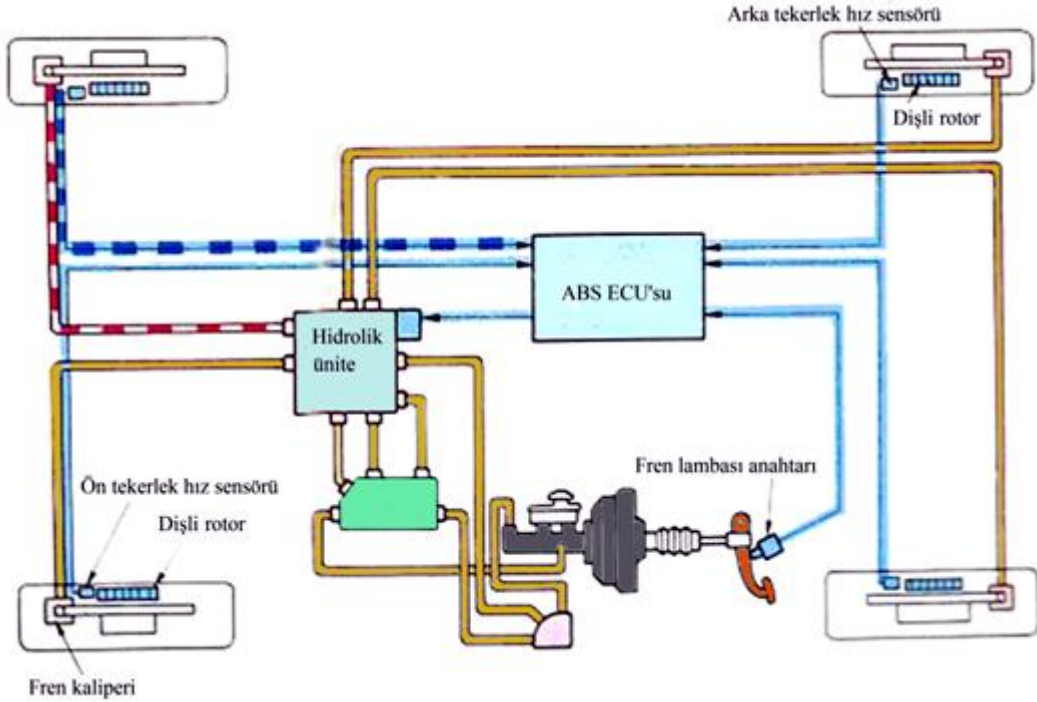 Arka tekerlek hız sensörü
Dişli rotor
ABS ECU'su
Hidrolik
ünite
Fren lambası anahtarı
Ön tekerlek hız sensörü
Dişli rotor
Fren kaliperi